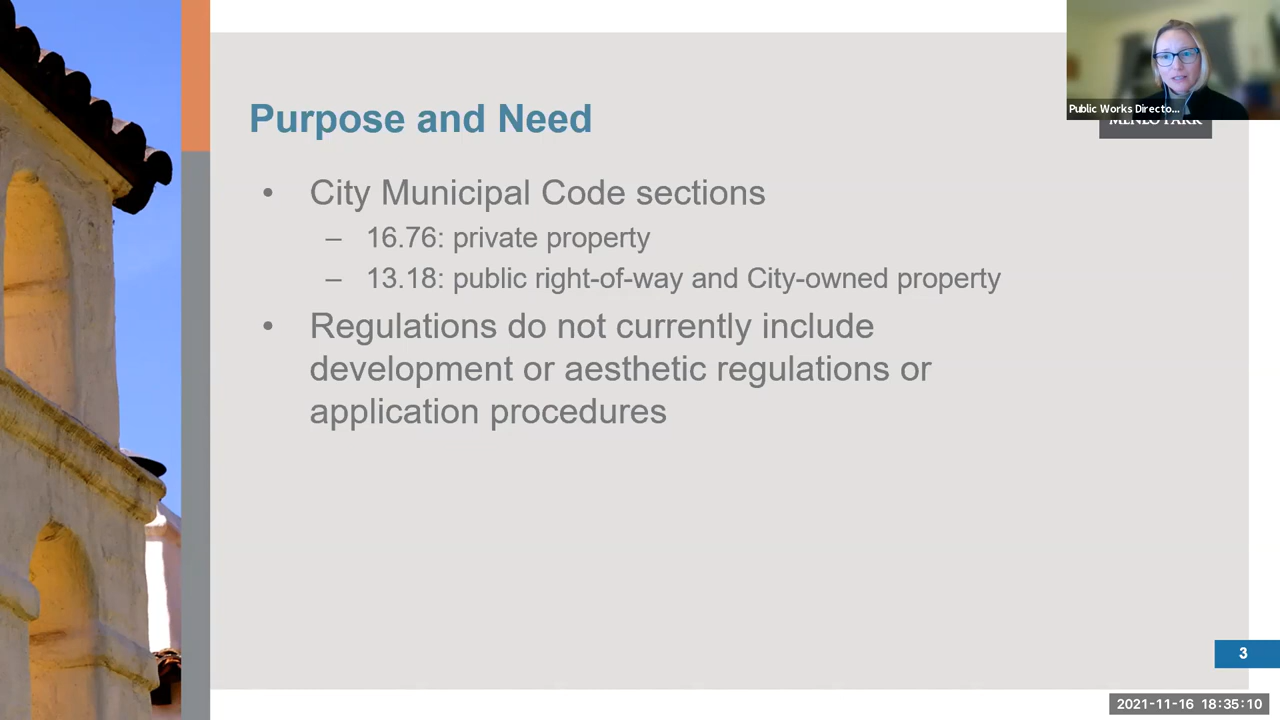 Purpose and Need
• City Municipal Code sections
– 16.76: private property
– 13.18: public right-of-way and City-owned property
• Regulations do not currently include
development or aesthetic regulations or
application procedures
Public Works Directo...
MENLO PARK
3
2021-11-16 18:35:10